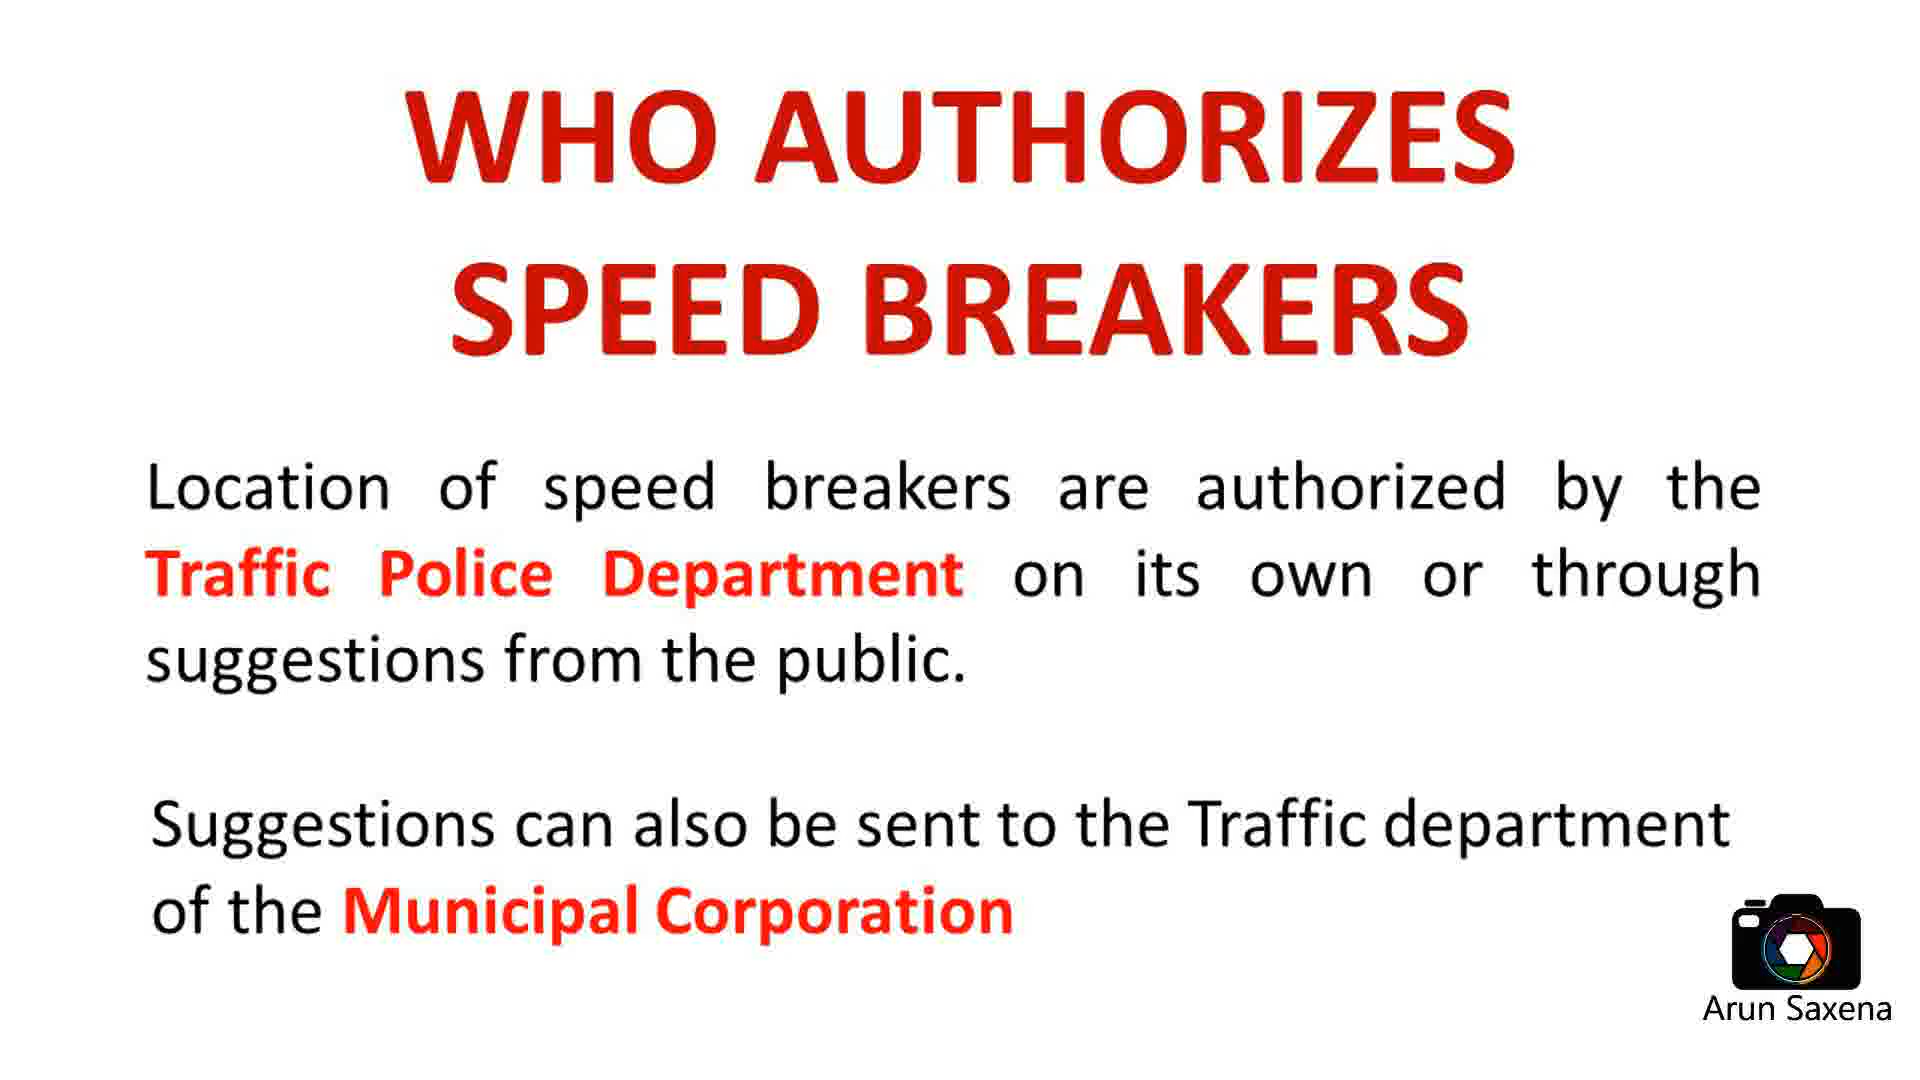 WHO AUTHORIZES
SPEED BREAKERS
Location of speed breakers are authorized by the
Traffic Police Department on its own or through
suggestions from the public.
Suggestions can also be sent to the Traffic department
of the Municipal Corporation
Arun Saxena